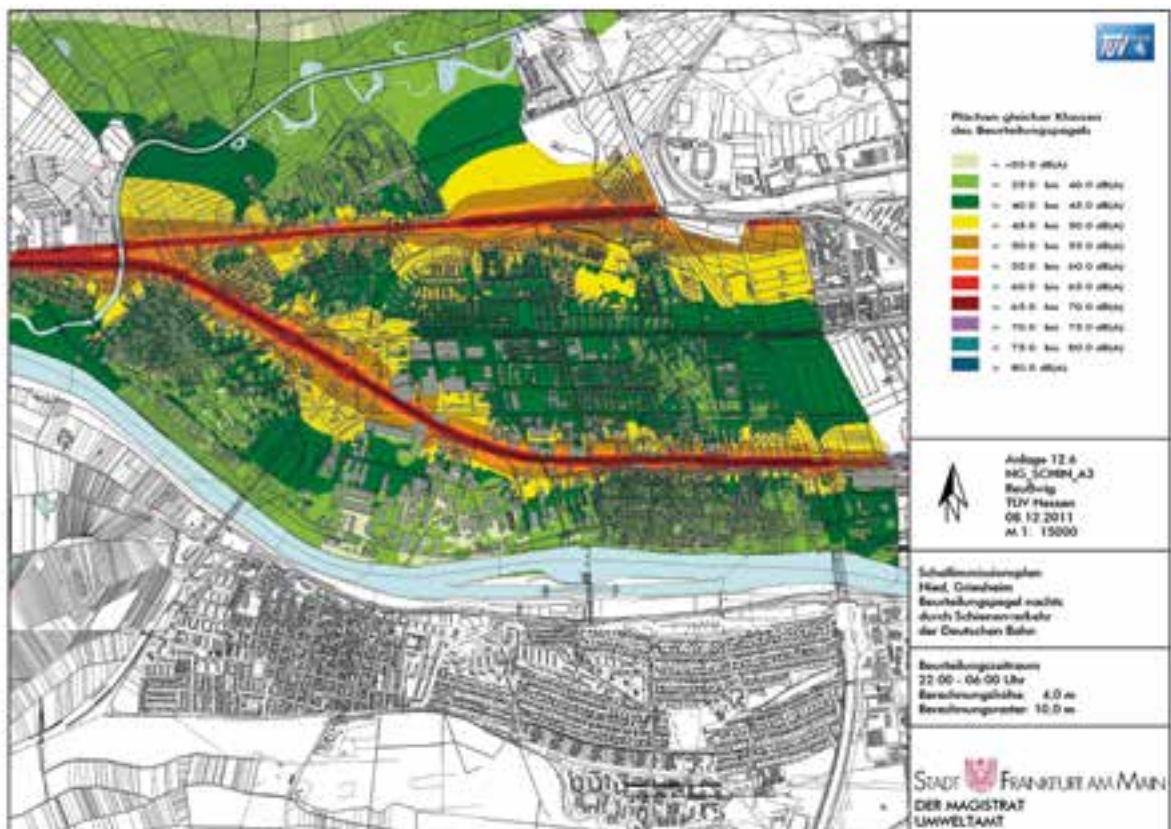 TÜV
Flächen gleicher Klassen
des Beurteilungspegels
35.0 bis 40.0 dB(A)
40.0 bis 45.0 dB(A)
45.0 bis 50.0 dB(A)
50.0 bis 55.0 dB(A)
55.0 bis 60.0 dB(A)
60.0 bis 65.0 dB(A)
65.0 bis 70.0 dB(A)
70.0 bis 75.0 dB(A)
75.0 bis 80.0 dB(A)
80.0 dB(A)
Anlage 12.6
TÜV Hessen
08.12.2011
M 1: 15000
Schallimmissionsplan
Nied, Griesheim
Beurteilungspegel nachts
durch Schienenverkehr
der Deutschen Bahn
Beurteilungszeitraum
22:00 - 06:00 Uhr
Berechnungshöhe: 4,0 m
Berechnungsraster: 10,0 m
STADT FRANKFURT AM MAIN
DER MAGISTRAT
UMWELTAMT